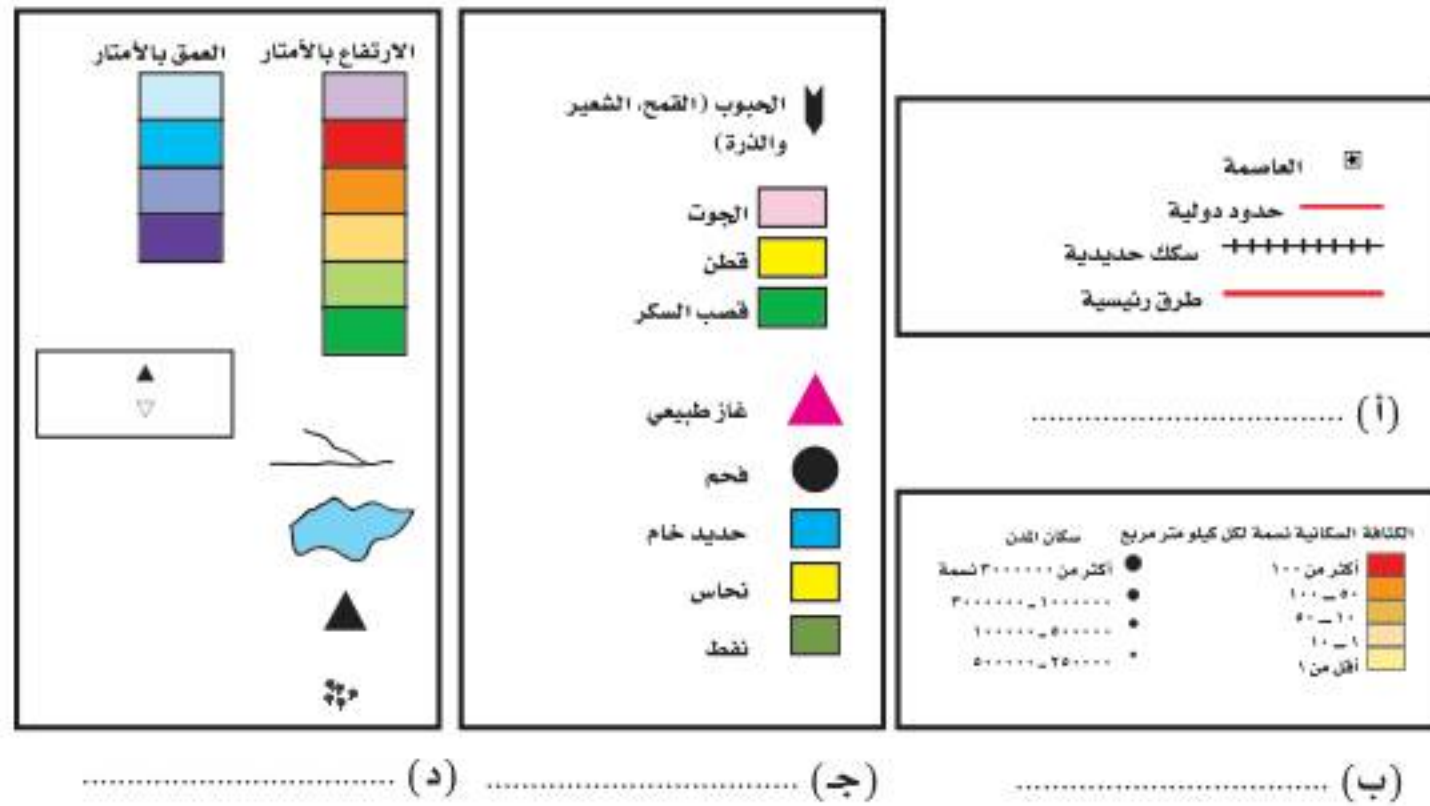 العاصمة
حدود دولية
سكك حديدية
طرق رئيسية
(أ) ..............................
الكثافة السكانية نسمة لكل كيلو متر مربع
أكثر من ١٠٠
٥٠ – ١٠٠
١٠ – ٥٠
١ – ١٠
أقل من ١
سكان المدن
أكثر من ٣٠٠٠٠٠٠ نسمة
١٠٠٠٠٠٠ – ٣٠٠٠٠٠٠
٥٠٠٠٠٠ – ١٠٠٠٠٠٠
٢٥٠٠٠٠ – ٥٠٠٠٠٠
(ب) ..............................
الحبوب (القمح، الشعير
والذرة)
الجوت
قطن
قصب السكر
غاز طبيعي
فحم
حديد خام
نحاس
نفط
(جـ) ..............................
الارتفاع بالأمتار
العمق بالأمتار
(د) ..............................